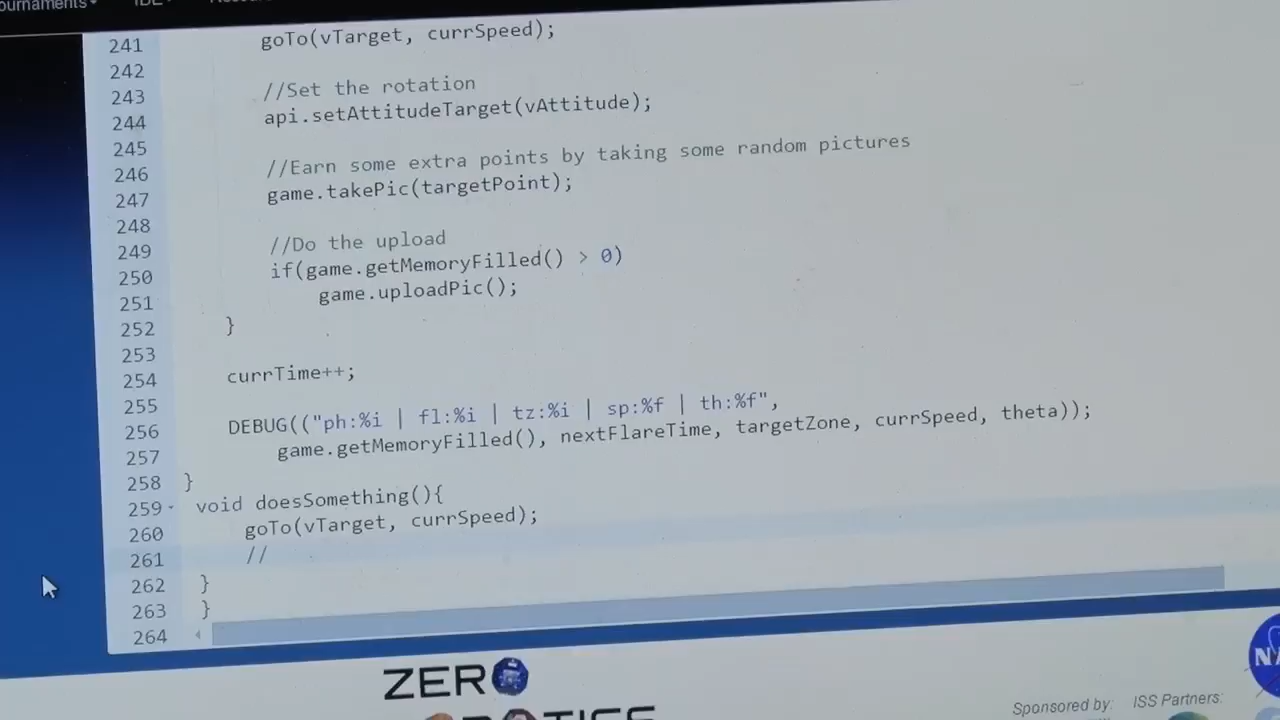 241 goTo(vTarget, currSpeed);
242
243 //Set the rotation
244 api.setAttitudeTarget(vAttitude);
245
246 //Earn some extra points by taking some random pictures
247 game.takePic(targetPoint);
248
249 //Do the upload
250 if(game.getMemoryFilled() > 0)
251 game.uploadPic();
252 }
253
254 currTime++;
255
256 DEBUG(("ph:%i | fl:%i | tz:%i | sp:%f | th:%f",
257 game.getMemoryFilled(), nextFlareTime, targetZone, currSpeed, theta));
258 }
259 void doesSomething(){
260 goTo(vTarget, currSpeed);
261 //
262 }
263 }
264
ZERO
Sponsored by: ISS Partners: